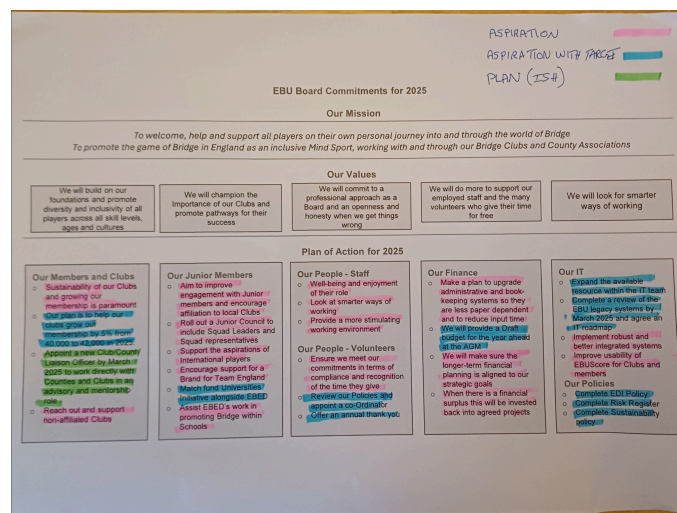 ASPIRATION
ASPIRATION WITH TARGET
PLAN (ISH)
EBU Board Commitments for 2025
Our Mission
To welcome, help and support all players on their own personal journey into and through the world of Bridge
To promote the game of Bridge in England as an inclusive Mind Sport, working with and through our Bridge Clubs and County Associations
Our Values
We will build on our
foundations and promote
diversity and inclusivity of all
players across all skill levels,
ages and cultures
We will champion the
Importance of our Clubs and
promote pathways for their
success
We will commit to a
professional approach as a
Board and an openness and
honesty when we get things
wrong
We will do more to support our
employed staff and the many
volunteers who give their time
for free
We will look for smarter
ways of working
Plan of Action for 2025
Our Members and Clubs
Sustainability of our Clubs
and growing our
membership is paramount
Our plan is to help our
clubs grow our
membership by 5% from
40,000 to 42,000 in 2025
Appoint a new Club/County
Liaison Officer by March
2025 to work directly with
Counties and Clubs in an
advisory and mentorship
role
Reach out and support
non-affiliated Clubs
Our Junior Members
Aim to improve
engagement with Junior
members and encourage
affiliation to local Clubs
Roll out a Junior Council to
include Squad Leaders and
Squad representatives
Support the aspirations of
International players
Encourage support for a
Brand for Team England
Match fund Universities
Initiative alongside EBED
Assist EBED's work in
promoting Bridge within
Schools
Our People - Staff
Well-being and enjoyment
of their role
Look at smarter ways of
working
Provide a more stimulating
working environment
Our People - Volunteers
Ensure we meet our
commitments in terms of
compliance and recognition
of the time they give
Review our Policies and
appoint a co-Ordinator
Offer an annual thank you
Our Finance
Make a plan to upgrade
administrative and book-
keeping systems so they
are less paper dependent
and to reduce input time
We will provide a Draft
budget for the year ahead
at the AGM
We will make sure the
longer-term financial
planning is aligned to our
strategic goals
When there is a financial
surplus this will be invested
back into agreed projects
Our IT
Expand the available
resource within the IT team
Complete a review of the
EBU legacy systems by
March 2025 and agree an
IT roadmap
Implement robust and
better integrated systems
Improve usability of
EBUScore for Clubs and
members
Our Policies
Complete EDI Policy
Complete Risk Register
Complete Sustainability
policy